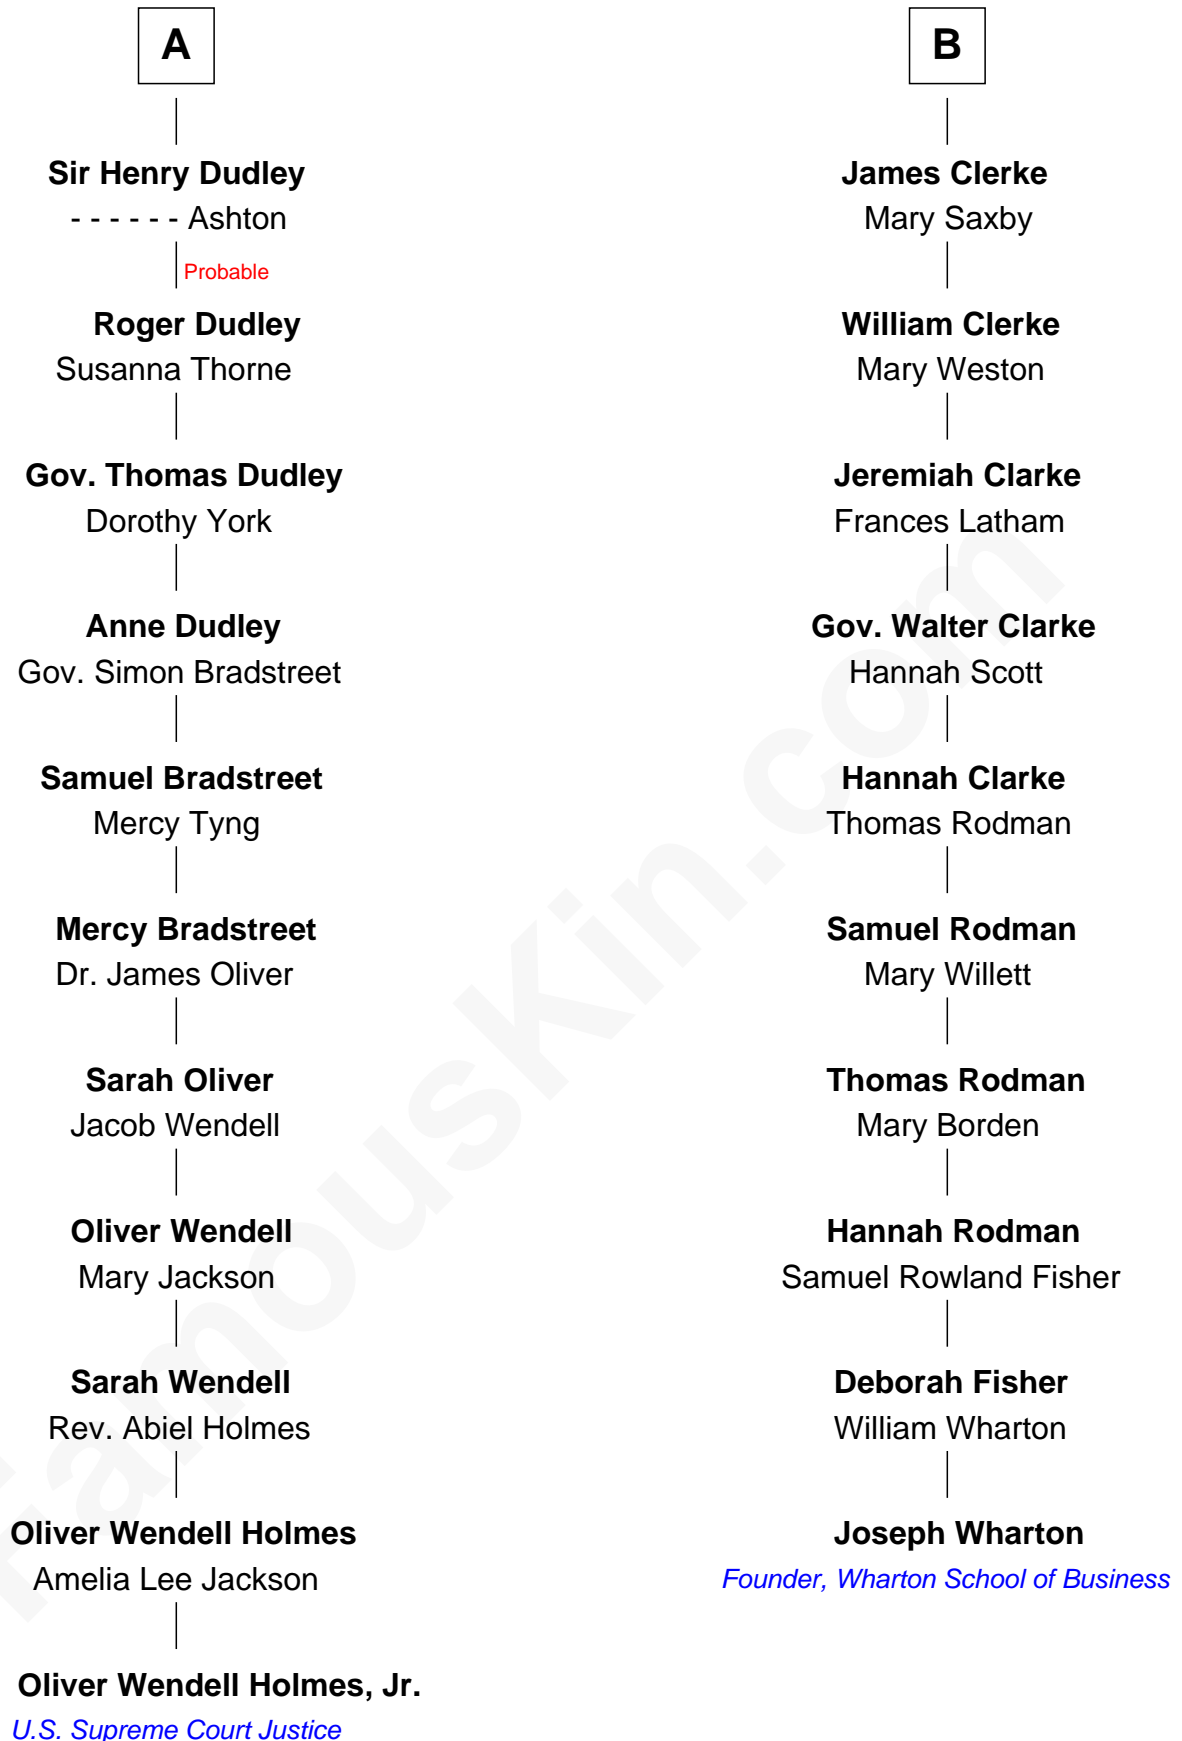 A
Sir Henry Dudley
- - - - - - Ashton
Probable
Roger Dudley
Susanna Thorne
Gov. Thomas Dudley
Dorothy York
Anne Dudley
Gov. Simon Bradstreet
Samuel Bradstreet
Mercy Tyng
Mercy Bradstreet
Dr. James Oliver
Sarah Oliver
Jacob Wendell
Oliver Wendell
Mary Jackson
Sarah Wendell
Rev. Abiel Holmes
Oliver Wendell Holmes
Amelia Lee Jackson
Oliver Wendell Holmes, Jr.
U.S. Supreme Court Justice
B
James Clerke
Mary Saxby
William Clerke
Mary Weston
Jeremiah Clarke
Frances Latham
Gov. Walter Clarke
Hannah Scott
Hannah Clarke
Thomas Rodman
Samuel Rodman
Mary Willett
Thomas Rodman
Mary Borden
Hannah Rodman
Samuel Rowland Fisher
Deborah Fisher
William Wharton
Joseph Wharton
Founder, Wharton School of Business
FamousKin.com